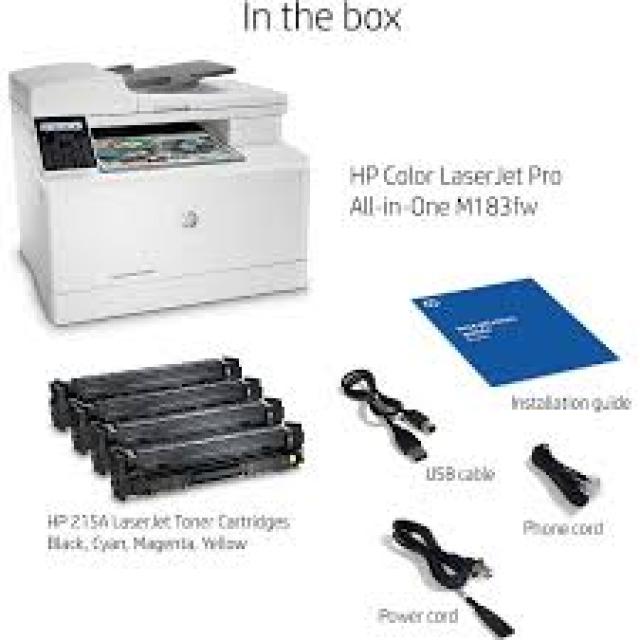 In the box
HP Color LaserJet Pro
All-in-One M183fw
hp
Installation guide
USB cable
HP 215A LaserJet Toner Cartridges
Black, Cyan, Magenta, Yellow
Phone cord
Power cord